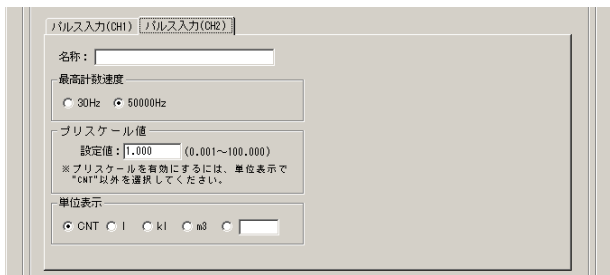 パルス入力(CH1) パルス入力(CH2)
名称：
最高計数速度
30Hz 50000Hz
プリスケール値
設定値：1.000 (0.001～100.000)
※プリスケールを有効にするには、単位表示で
"CNT"以外を選択してください。
単位表示
CNT l kl m3